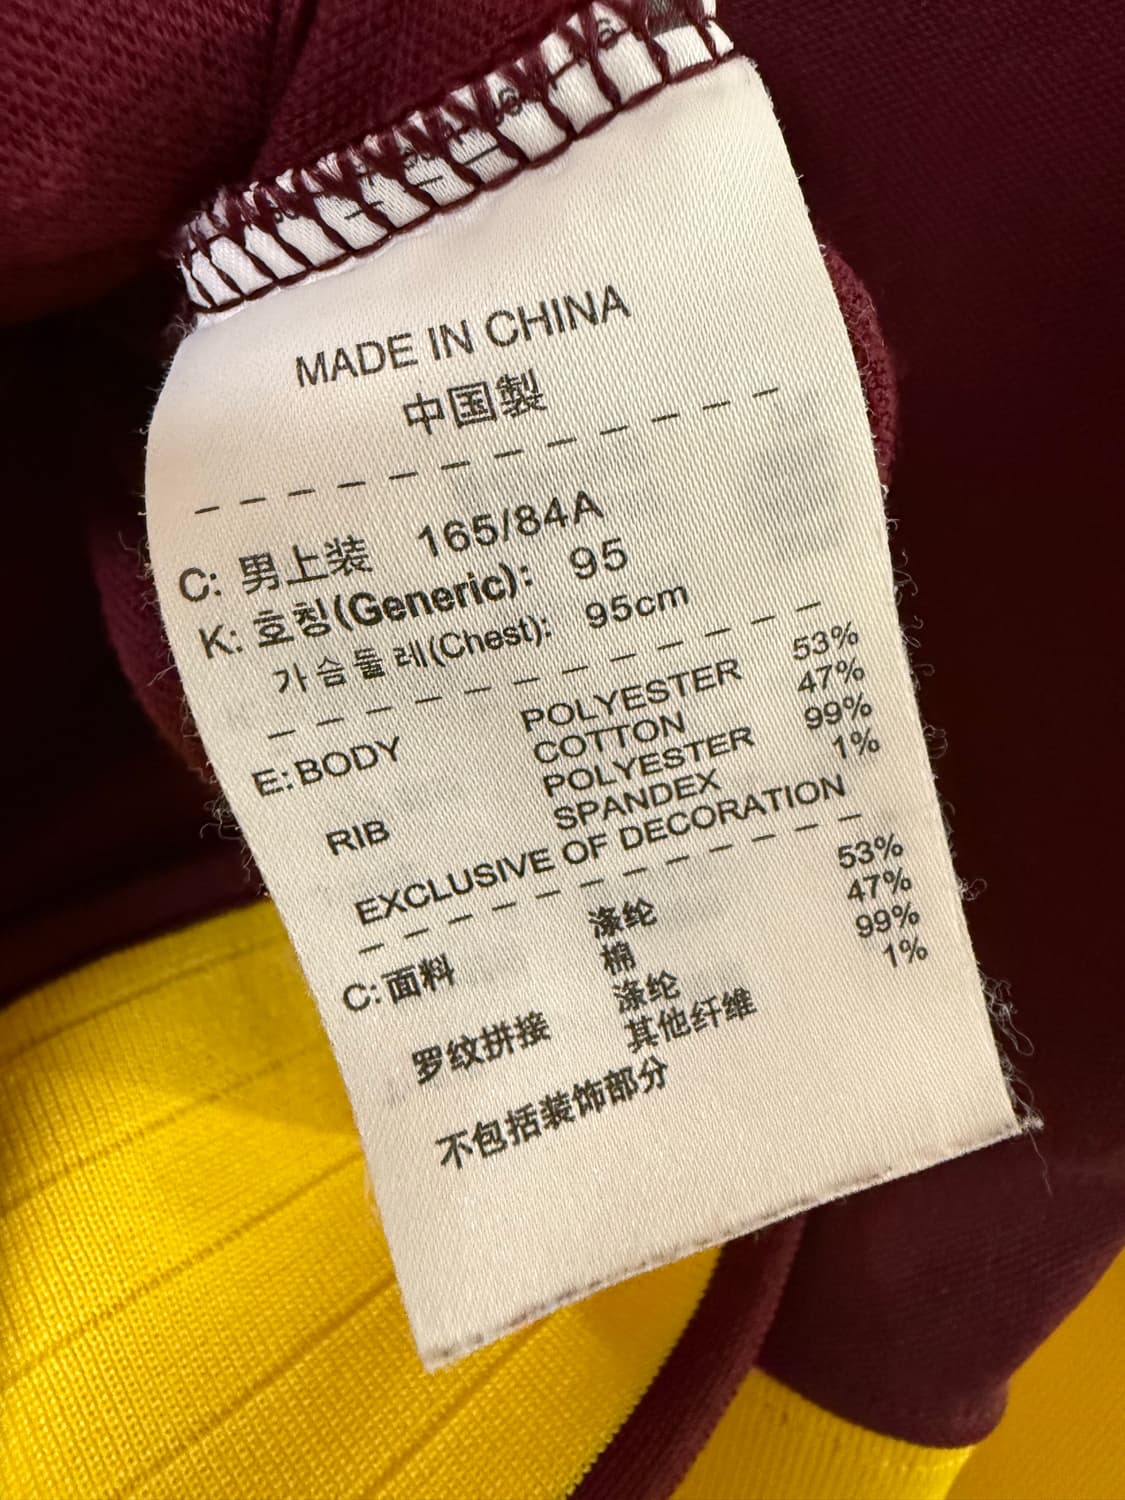 MADE IN CHINA
中国製
C: 男上装 165/84A
K: 호칭(Generic): 95
가슴둘레(Chest): 95cm
E: BODY POLYESTER 53%
COTTON 47%
RIB POLYESTER 99%
SPANDEX 1%
EXCLUSIVE OF DECORATION
C: 面料 涤纶 53%
棉 47%
罗纹拼接 涤纶 99%
其他纤维 1%
不包括装饰部分